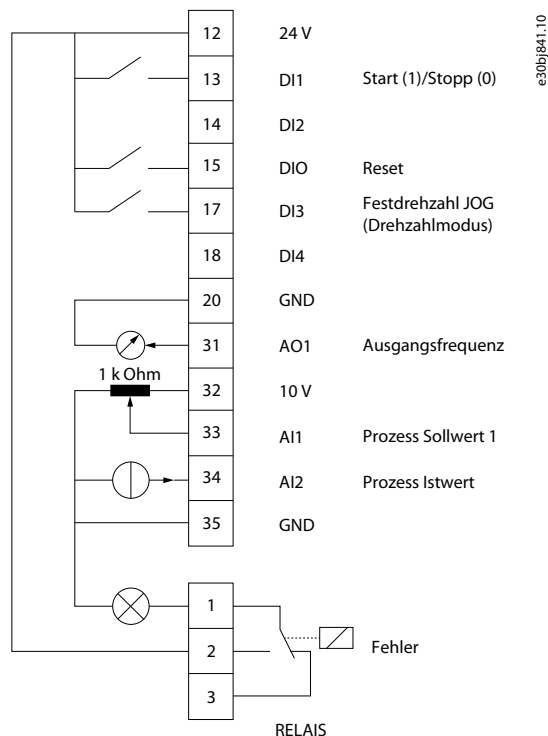 e30bj841.10
12 24 V
13 DI1 Start (1)/Stopp (0)
14 DI2
15 DIO Reset
17 DI3 Festdrehzahl JOG
(Drehzahlmodus)
18 DI4
20 GND
31 AO1 Ausgangsfrequenz
1 k Ohm
32 10 V
33 AI1 Prozess Sollwert 1
34 AI2 Prozess Istwert
35 GND
1
2 Fehler
3
RELAIS